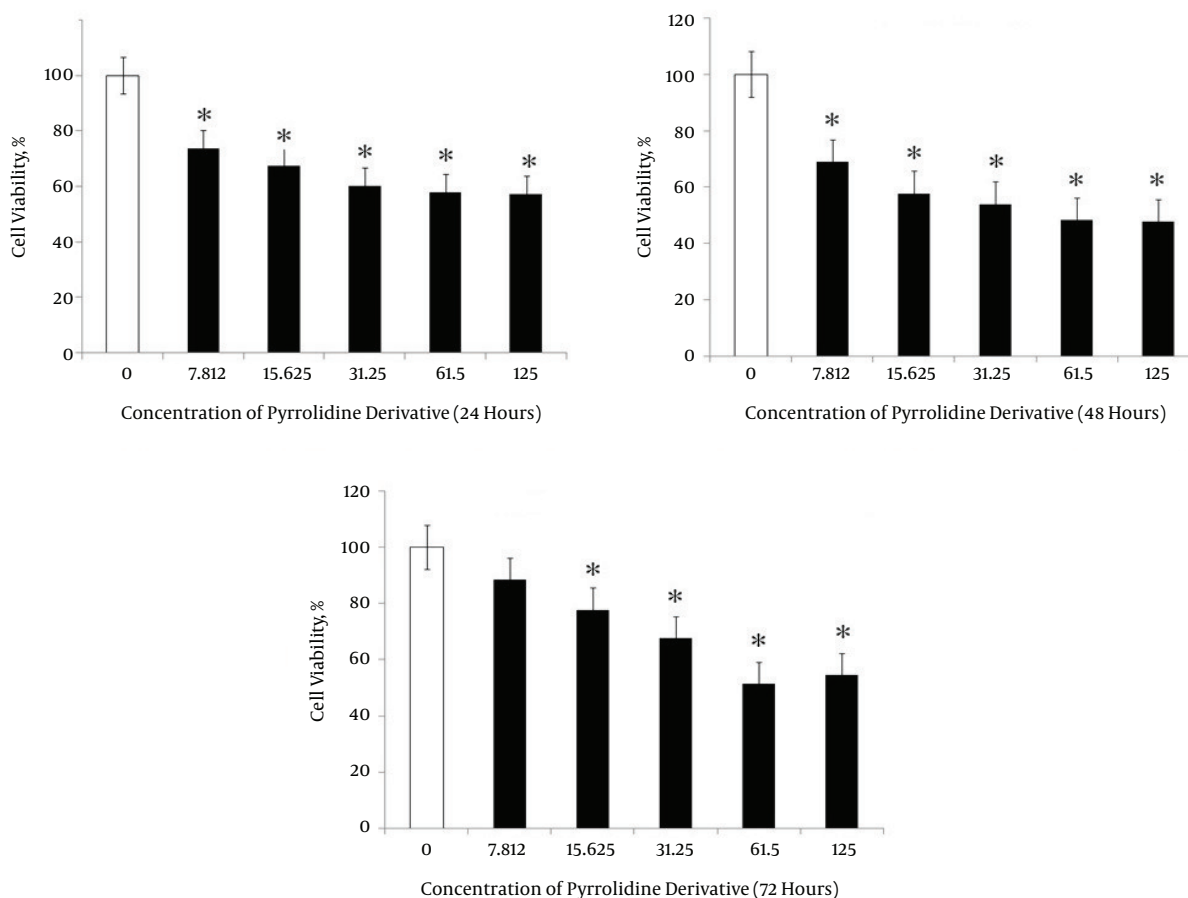 100
80
60
40
20
0
Cell Viability, %
* * * * *
0 7.812 15.625 31.25 61.5 125
Concentration of Pyrrolidine Derivative (24 Hours)
120
100
80
60
40
20
0
Cell Viability, %
* * * * *
0 7.812 15.625 31.25 61.5 125
Concentration of Pyrrolidine Derivative (48 Hours)
120
100
80
60
40
20
0
Cell Viability, %
* * * *
0 7.812 15.625 31.25 61.5 125
Concentration of Pyrrolidine Derivative (72 Hours)